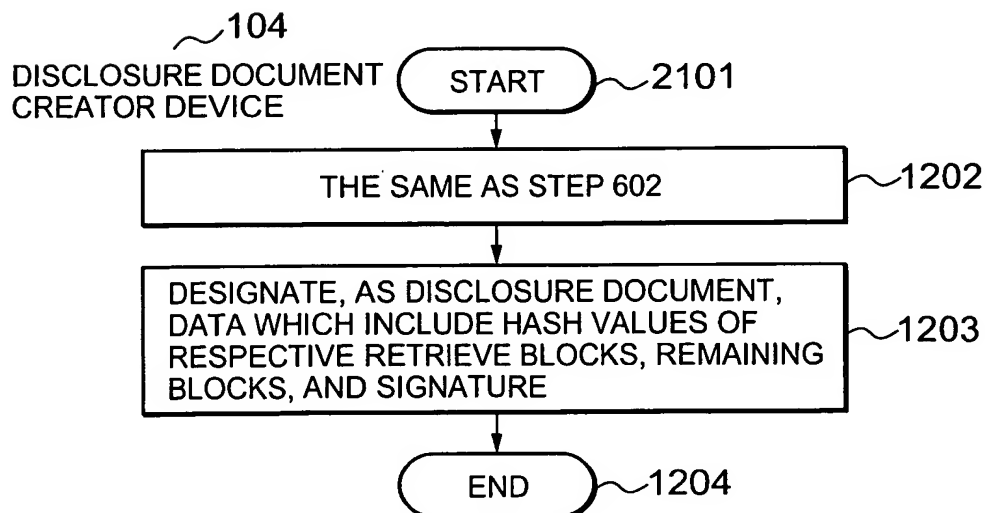 104
DISCLOSURE DOCUMENT
CREATOR DEVICE
START
2101
THE SAME AS STEP 602
1202
DESIGNATE, AS DISCLOSURE DOCUMENT,
DATA WHICH INCLUDE HASH VALUES OF
RESPECTIVE RETRIEVE BLOCKS, REMAINING
BLOCKS, AND SIGNATURE
1203
END
1204